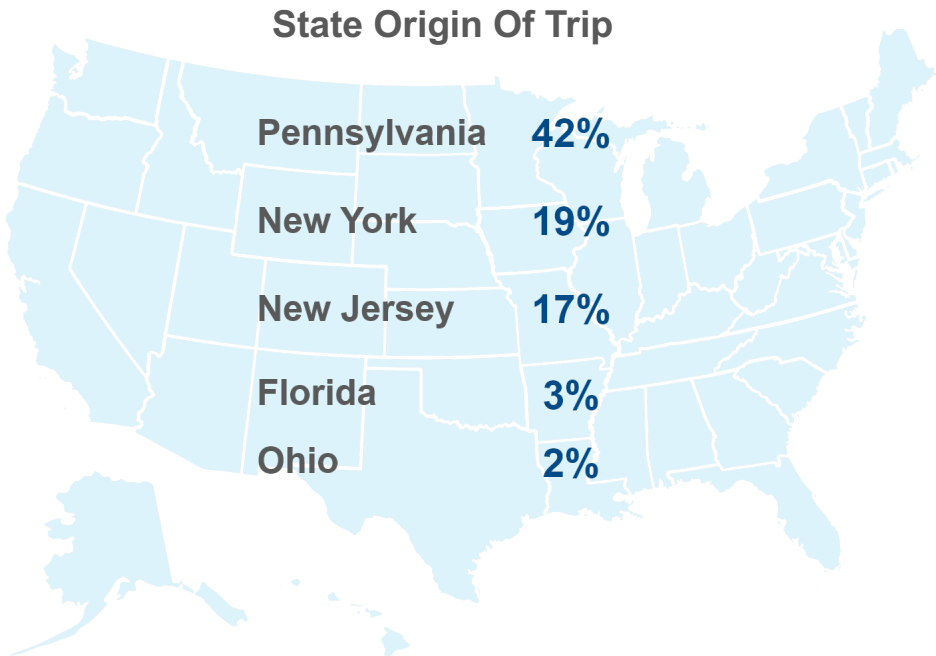 State Origin Of Trip
Pennsylvania 42%
New York 19%
New Jersey 17%
Florida 3%
Ohio 2%